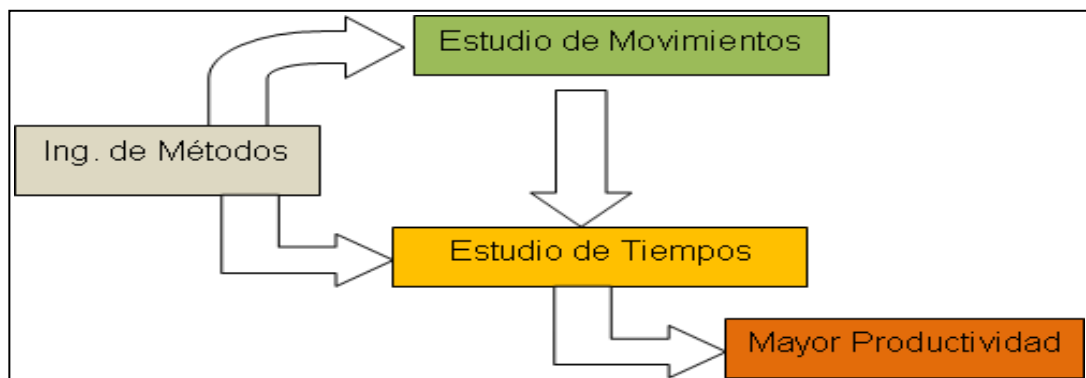 Estudio de Movimientos
Ing. de Métodos
Estudio de Tiempos
Mayor Productividad